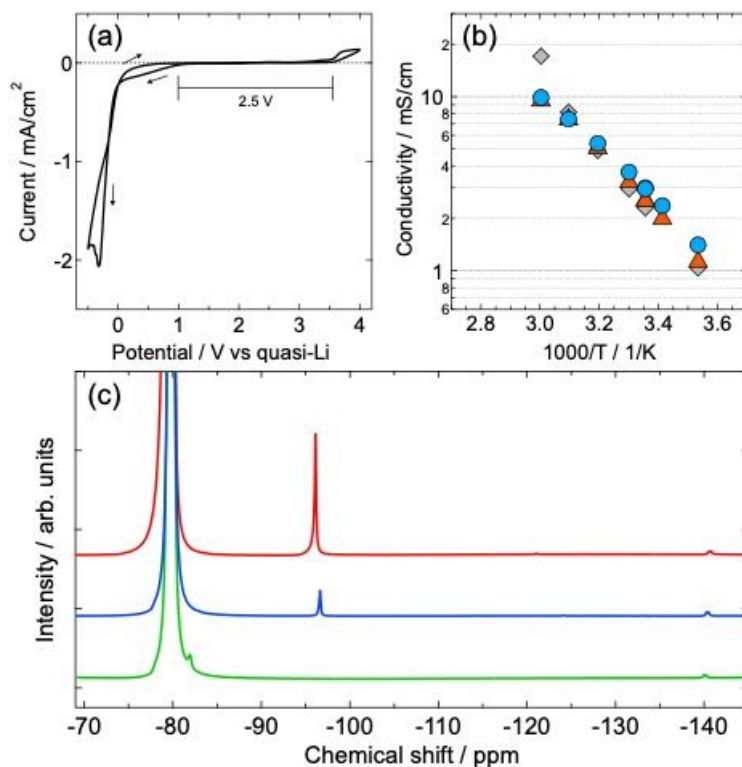 (a)
0
-1
-2
Current / mA/cm²
2.5 V
0 1 2 3 4
Potential / V vs quasi-Li
(b)
2
10
8
6
4
2
1
8
6
Conductivity / mS/cm
2.8 3.0 3.2 3.4 3.6
1000/T / 1/K
(c)
Intensity / arb. units
-70 -80 -90 -100 -110 -120 -130 -140
Chemical shift / ppm